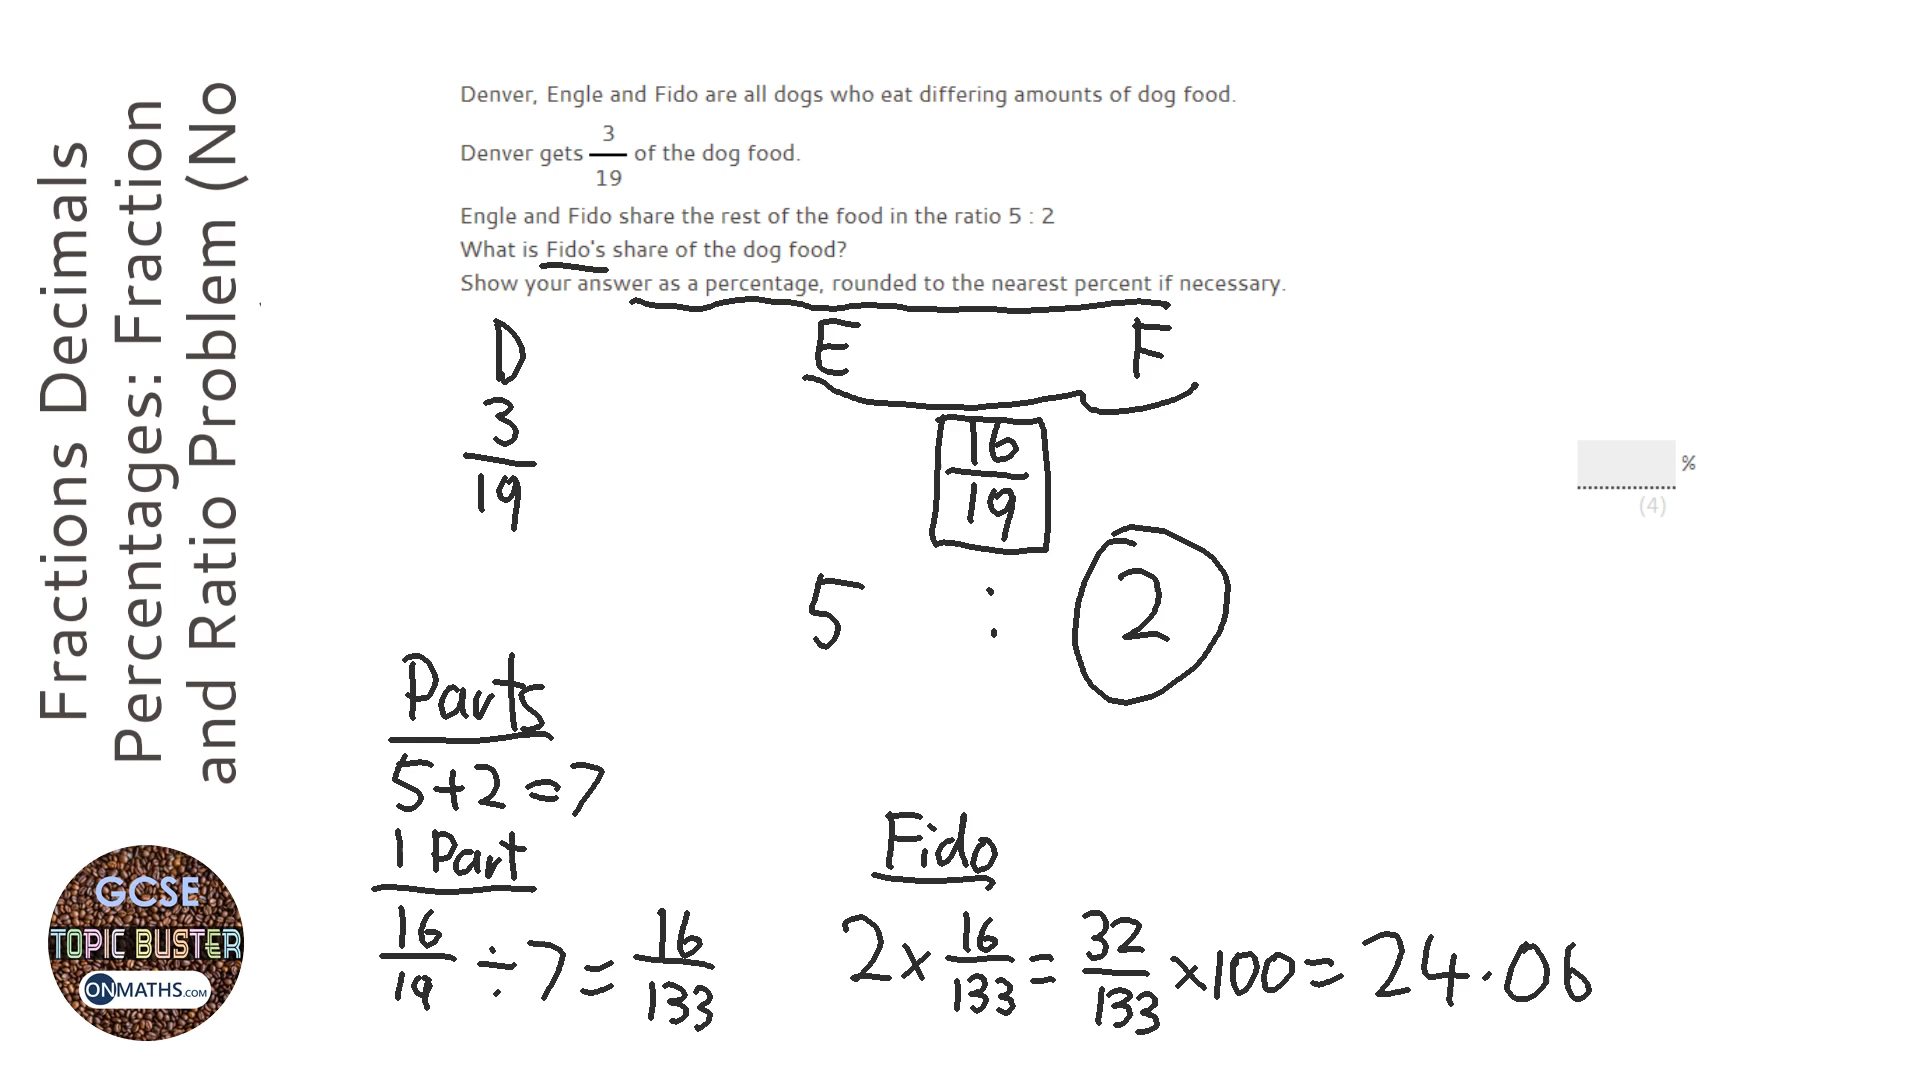 Fractions Decimals
Percentages: Fraction
and Ratio Problem (No
Denver, Engle and Fido are all dogs who eat differing amounts of dog food.
Denver gets 3/19 of the dog food.
Engle and Fido share the rest of the food in the ratio 5 : 2
What is Fido's share of the dog food?
Show your answer as a percentage, rounded to the nearest percent if necessary.
D E F
3/19 16/19
%
(4)
5 : 2
Parts
5+2=7
1 Part
16/19 ÷ 7 = 16/133
Fido
2 × 16/133 = 32/133 × 100 = 24.06
GCSE
TOPIC BUSTER
ONMATHS.COM